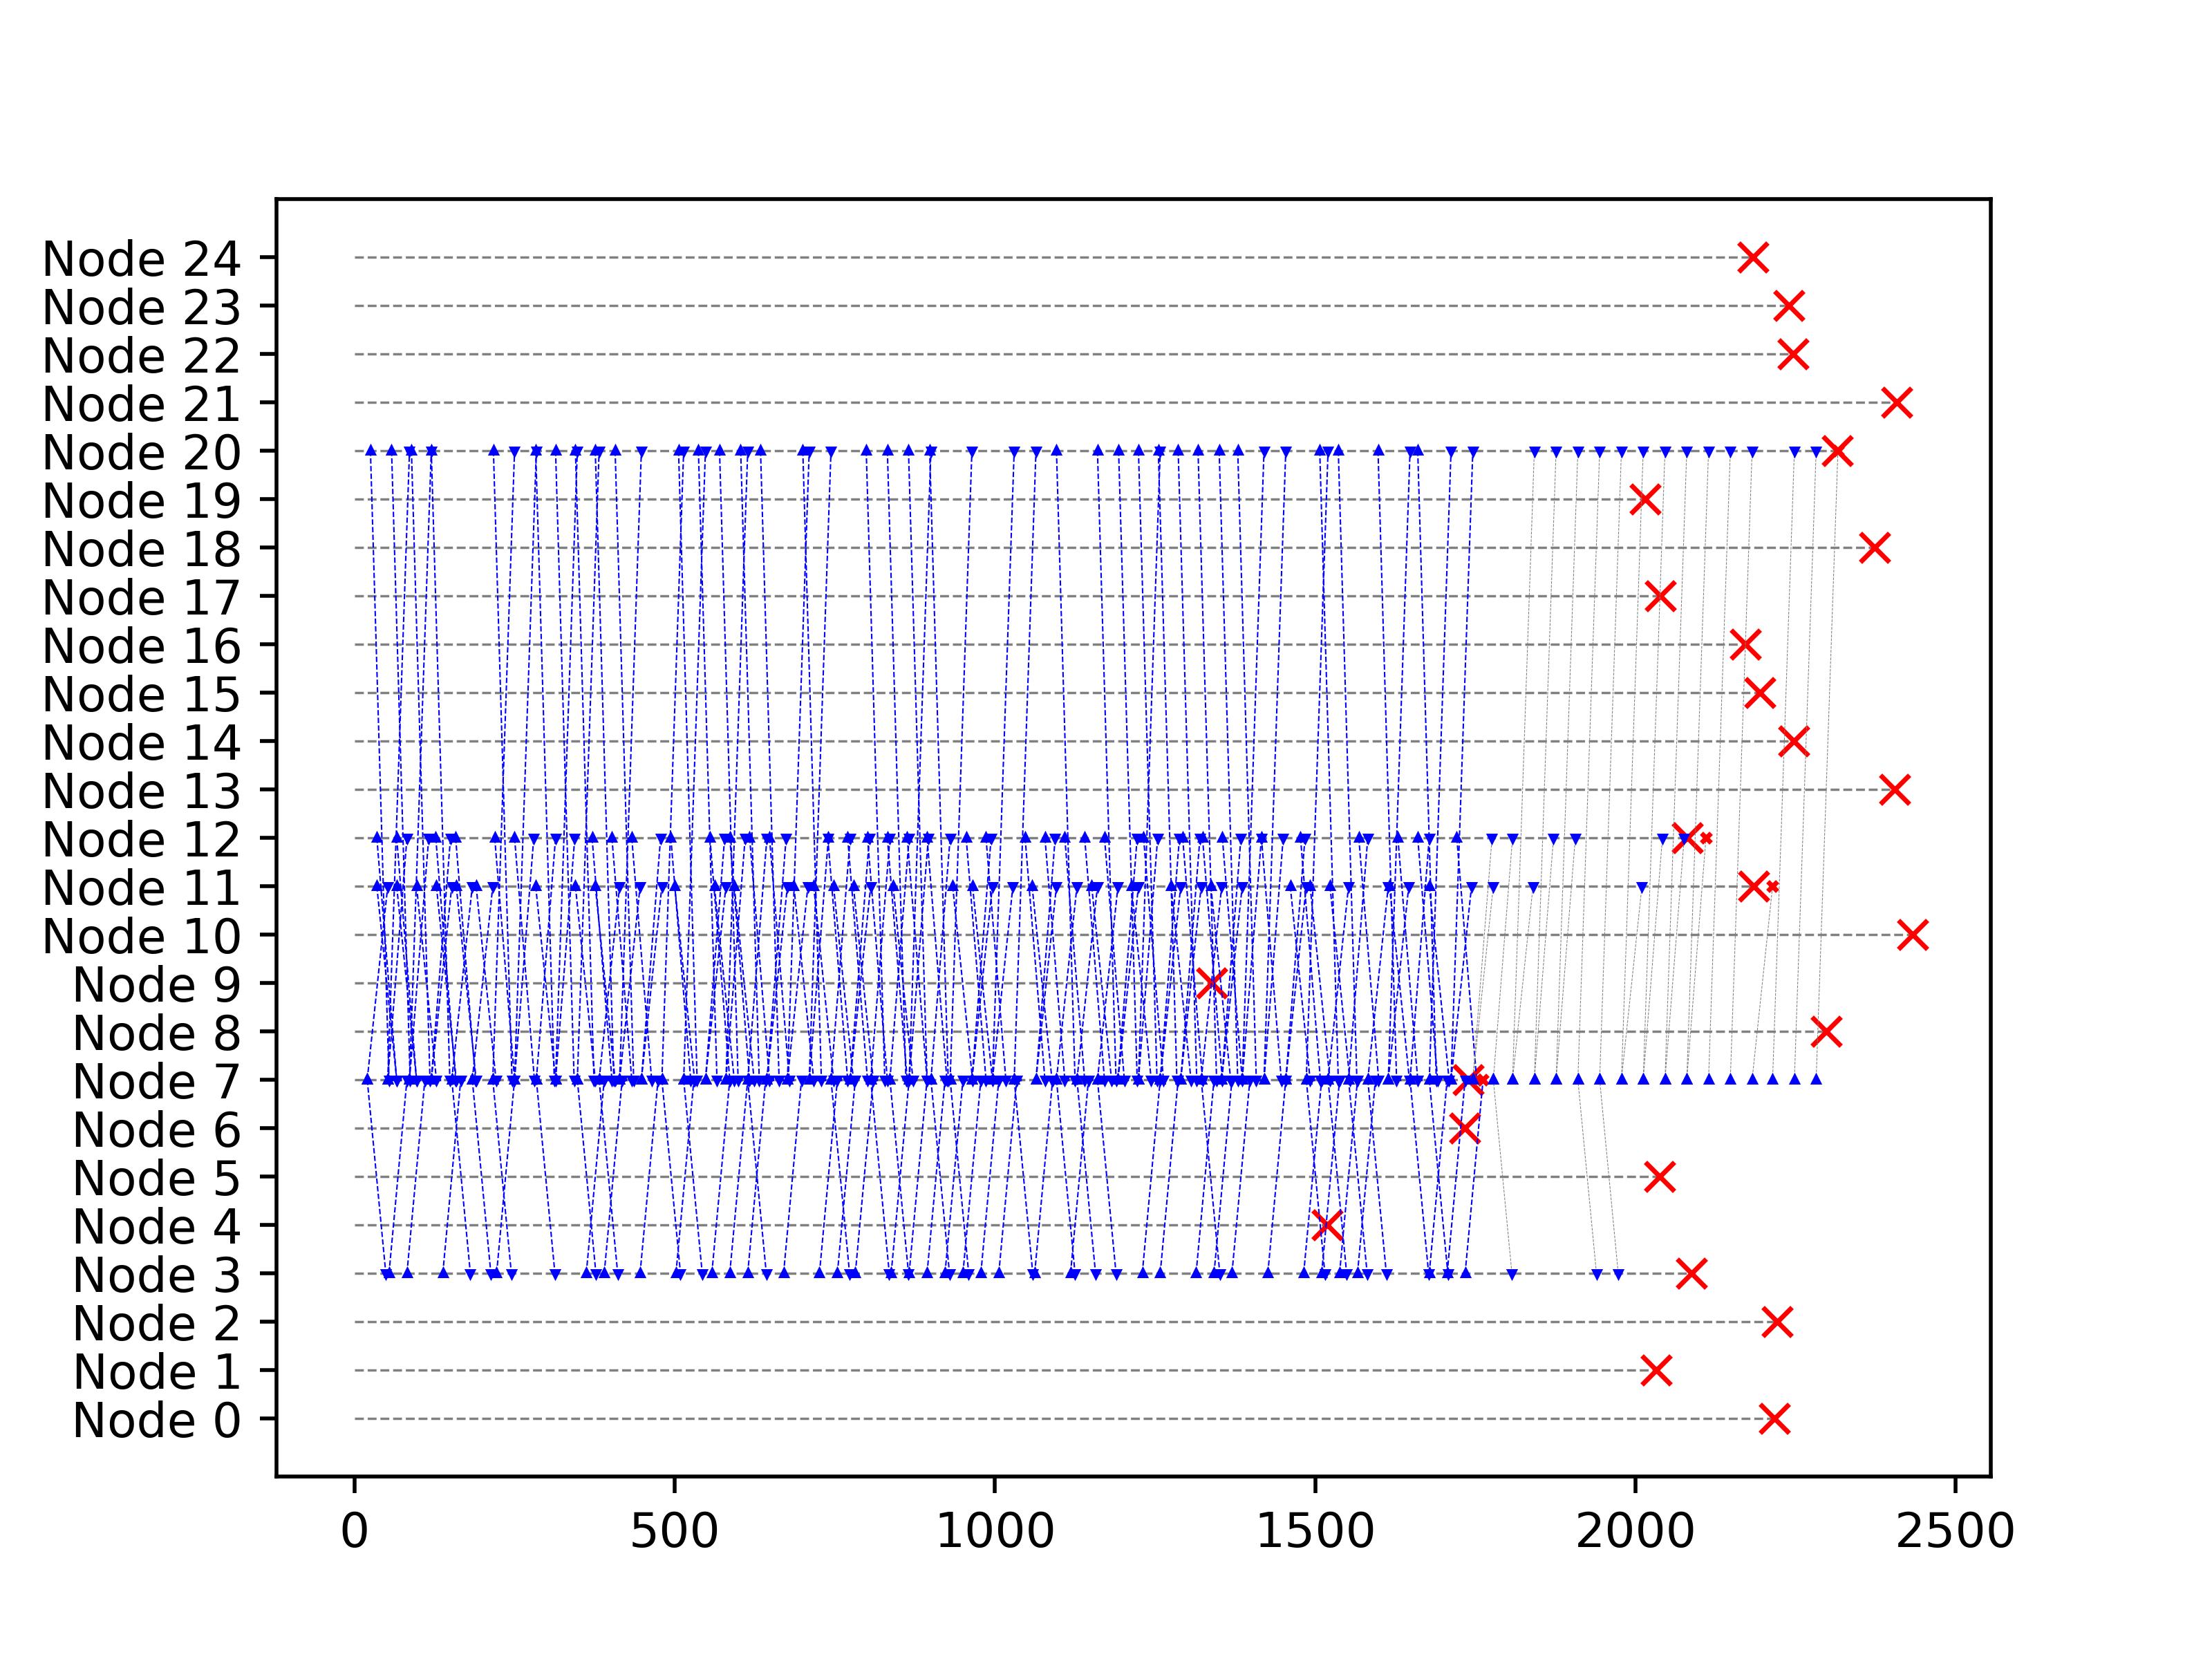 Node 24
Node 23
Node 22
Node 21
Node 20
Node 19
Node 18
Node 17
Node 16
Node 15
Node 14
Node 13
Node 12
Node 11
Node 10
Node 9
Node 8
Node 7
Node 6
Node 5
Node 4
Node 3
Node 2
Node 1
Node 0
0 500 1000 1500 2000 2500